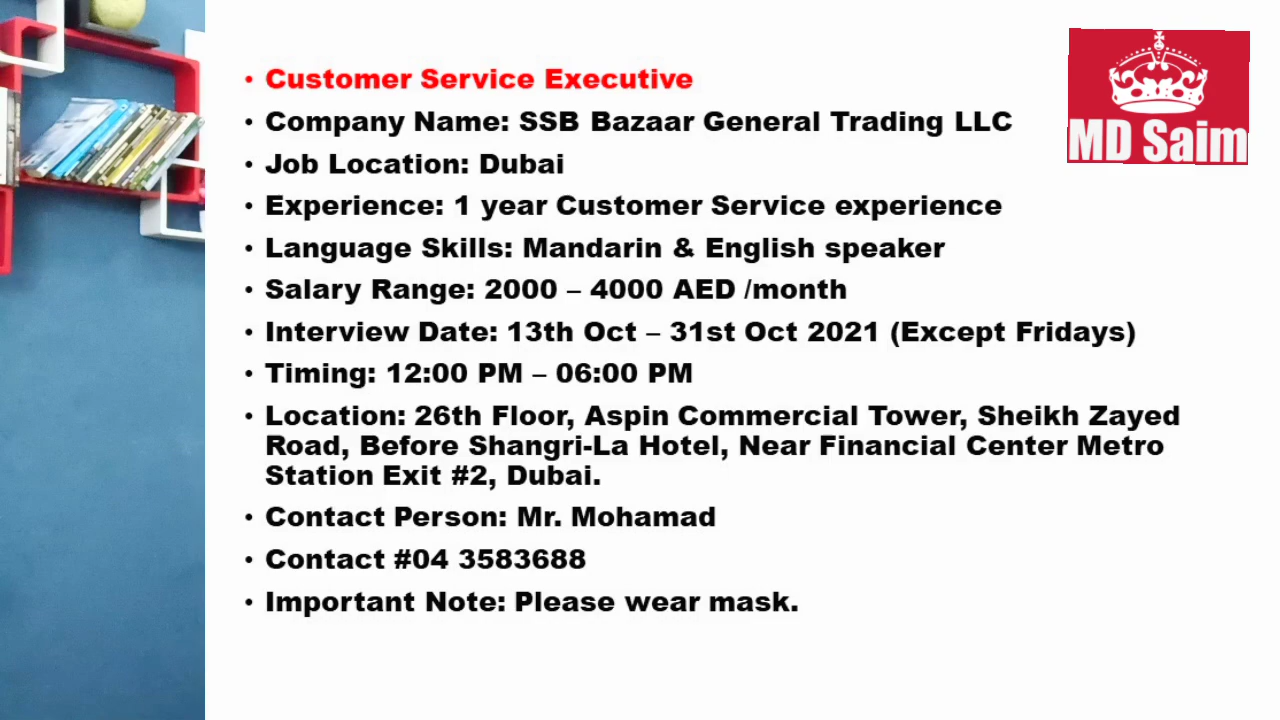 • Customer Service Executive
MD Saim
• Company Name: SSB Bazaar General Trading LLC
• Job Location: Dubai
• Experience: 1 year Customer Service experience
• Language Skills: Mandarin & English speaker
• Salary Range: 2000 – 4000 AED /month
• Interview Date: 13th Oct – 31st Oct 2021 (Except Fridays)
• Timing: 12:00 PM – 06:00 PM
• Location: 26th Floor, Aspin Commercial Tower, Sheikh Zayed
Road, Before Shangri-La Hotel, Near Financial Center Metro
Station Exit #2, Dubai.
• Contact Person: Mr. Mohamad
• Contact #04 3583688
• Important Note: Please wear mask.